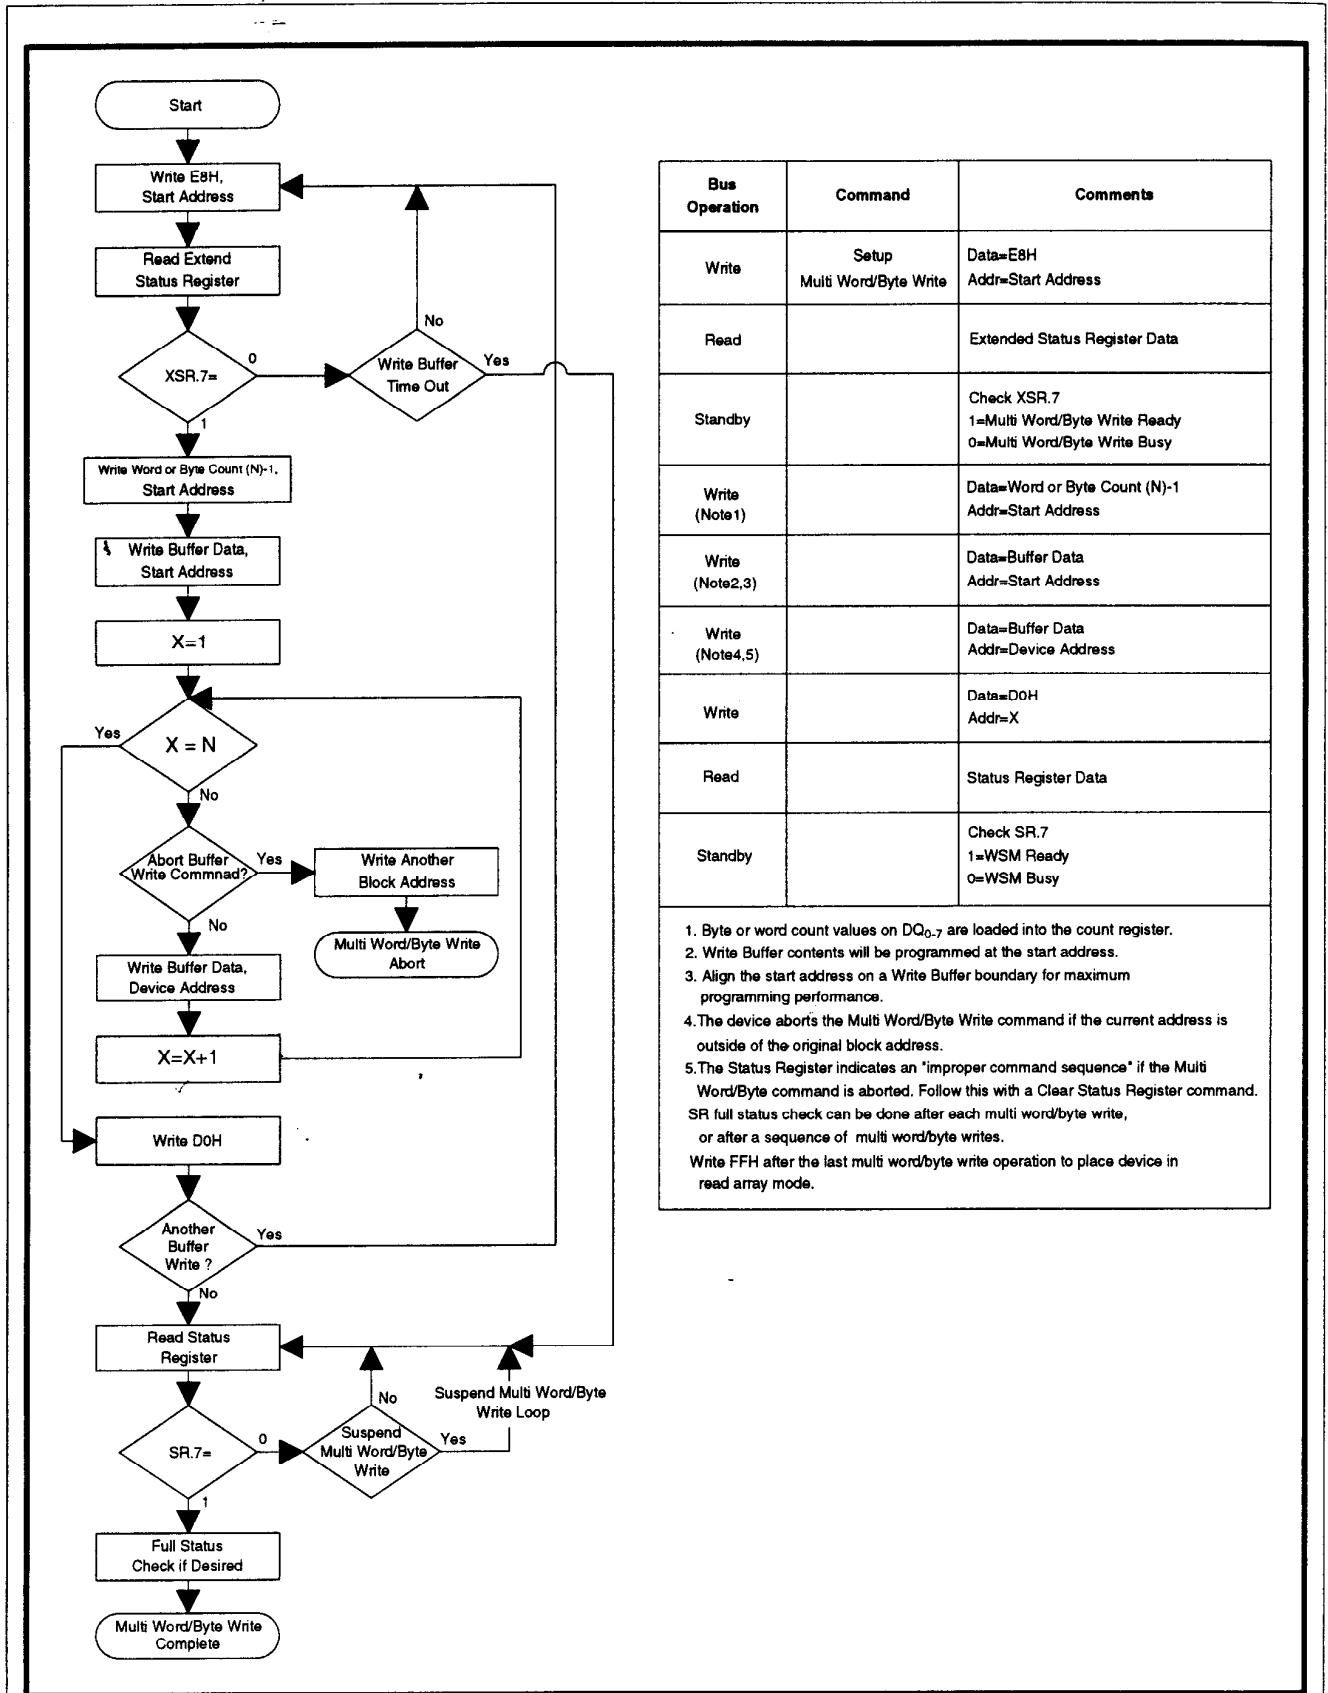 Start
Write E8H,
Start Address
Read Extend
Status Register
XSR.7=
0
1
Write Buffer
Time Out
No
Yes
Write Word or Byte Count (N)-1,
Start Address
Write Buffer Data,
Start Address
X=1
X = N
Yes
No
Abort Buffer
Write Commnad?
Yes
No
Write Another
Block Address
Multi Word/Byte Write
Abort
Write Buffer Data,
Device Address
X=X+1
Write D0H
Another
Buffer
Write ?
Yes
No
Read Status
Register
SR.7=
0
1
Suspend
Multi Word/Byte
Write
No
Yes
Suspend Multi Word/Byte
Write Loop
Full Status
Check if Desired
Multi Word/Byte Write
Complete
Bus
Operation
Command
Comments
Write
Setup
Multi Word/Byte Write
Data=E8H
Addr=Start Address
Read
Extended Status Register Data
Standby
Check XSR.7
1=Multi Word/Byte Write Ready
0=Multi Word/Byte Write Busy
Write
(Note1)
Data=Word or Byte Count (N)-1
Addr=Start Address
Write
(Note2,3)
Data=Buffer Data
Addr=Start Address
Write
(Note4,5)
Data=Buffer Data
Addr=Device Address
Write
Data=D0H
Addr=X
Read
Status Register Data
Standby
Check SR.7
1=WSM Ready
0=WSM Busy
1. Byte or word count values on DQ0-7 are loaded into the count register.
2. Write Buffer contents will be programmed at the start address.
3. Align the start address on a Write Buffer boundary for maximum
programming performance.
4.The device aborts the Multi Word/Byte Write command if the current address is
outside of the original block address.
5.The Status Register indicates an "improper command sequence" if the Multi
Word/Byte command is aborted. Follow this with a Clear Status Register command.
SR full status check can be done after each multi word/byte write,
or after a sequence of multi word/byte writes.
Write FFH after the last multi word/byte write operation to place device in
read array mode.